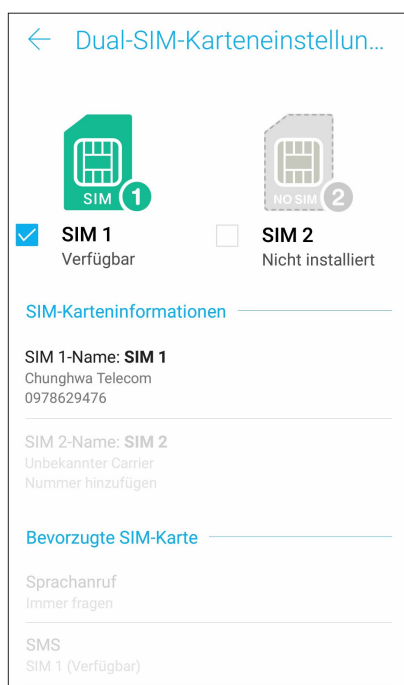 Dual-SIM-Karteneinstellun...
SIM 1
NO SIM 2
SIM 1
Verfügbar
SIM 2
Nicht installiert
SIM-Karteninformationen
SIM 1-Name: SIM 1
Chunghwa Telecom
0978629476
SIM 2-Name: SIM 2
Unbekannter Carrier
Nummer hinzufügen
Bevorzugte SIM-Karte
Sprachanruf
Immer fragen
SMS
SIM 1 (Verfügbar)